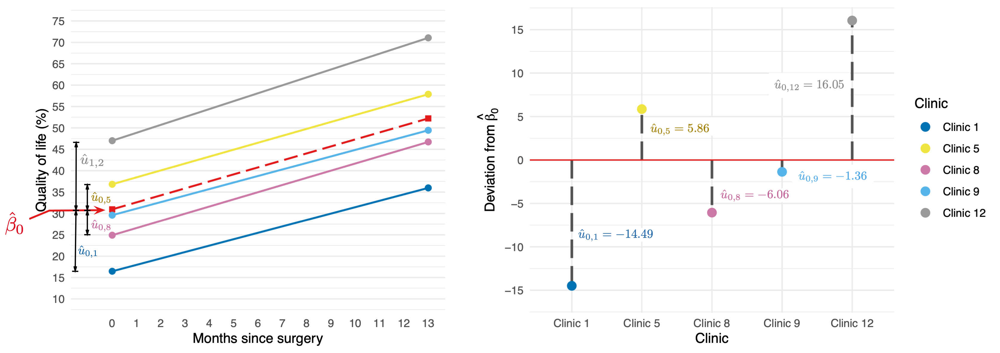 75
70
65
60
55
50
45
40
35
30
25
20
15
10
Quality of life (%)
û1,2
û0,5
û0,8
û0,1
β̂0
0 1 2 3 4 5 6 7 8 9 10 11 12 13
Months since surgery
15
10
5
0
−5
−10
−15
Deviation from β̂0
û0,12 = 16.05
û0,5 = 5.86
û0,9 = −1.36
û0,8 = −6.06
û0,1 = −14.49
Clinic 1 Clinic 5 Clinic 8 Clinic 9 Clinic 12
Clinic
Clinic
Clinic 1
Clinic 5
Clinic 8
Clinic 9
Clinic 12